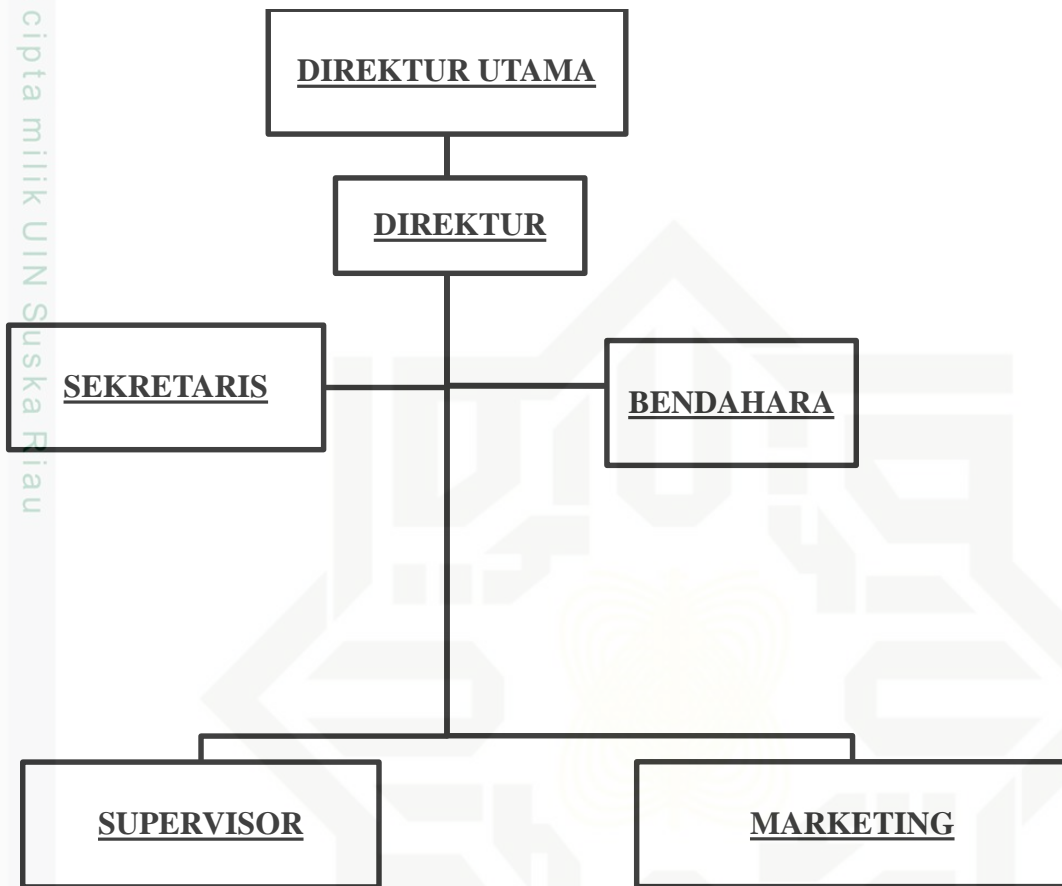 cipta milik UIN Suska Riau
DIREKTUR UTAMA
DIREKTUR
SEKRETARIS
BENDAHARA
SUPERVISOR
MARKETING